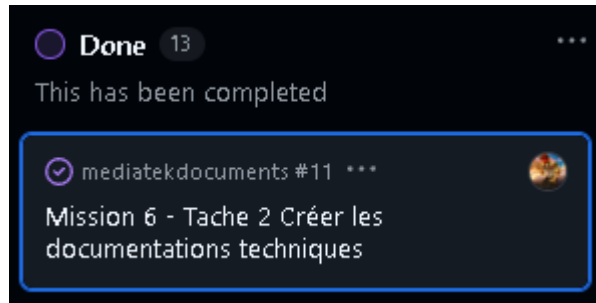 Done 13
This has been completed
mediatekdocuments #11
Mission 6 - Tache 2 Créer les
documentations techniques